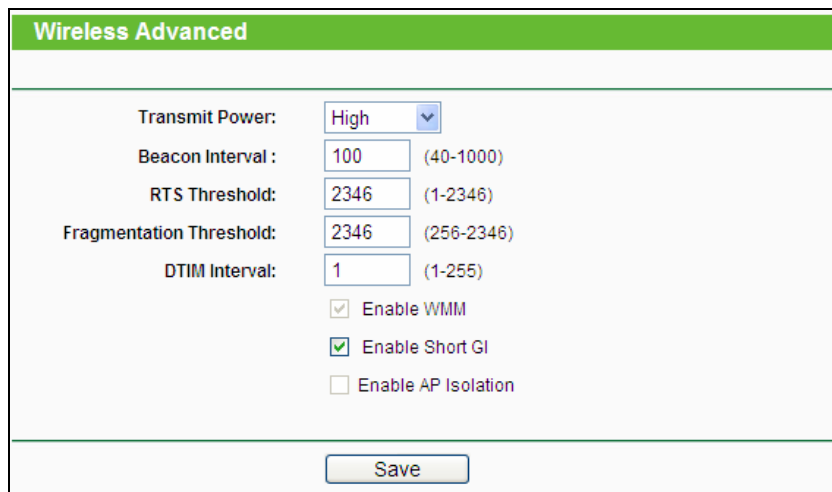 Wireless Advanced
Transmit Power: High
Beacon Interval : 100 (40-1000)
RTS Threshold: 2346 (1-2346)
Fragmentation Threshold: 2346 (256-2346)
DTIM Interval: 1 (1-255)
Enable WMM
Enable Short GI
Enable AP Isolation
Save